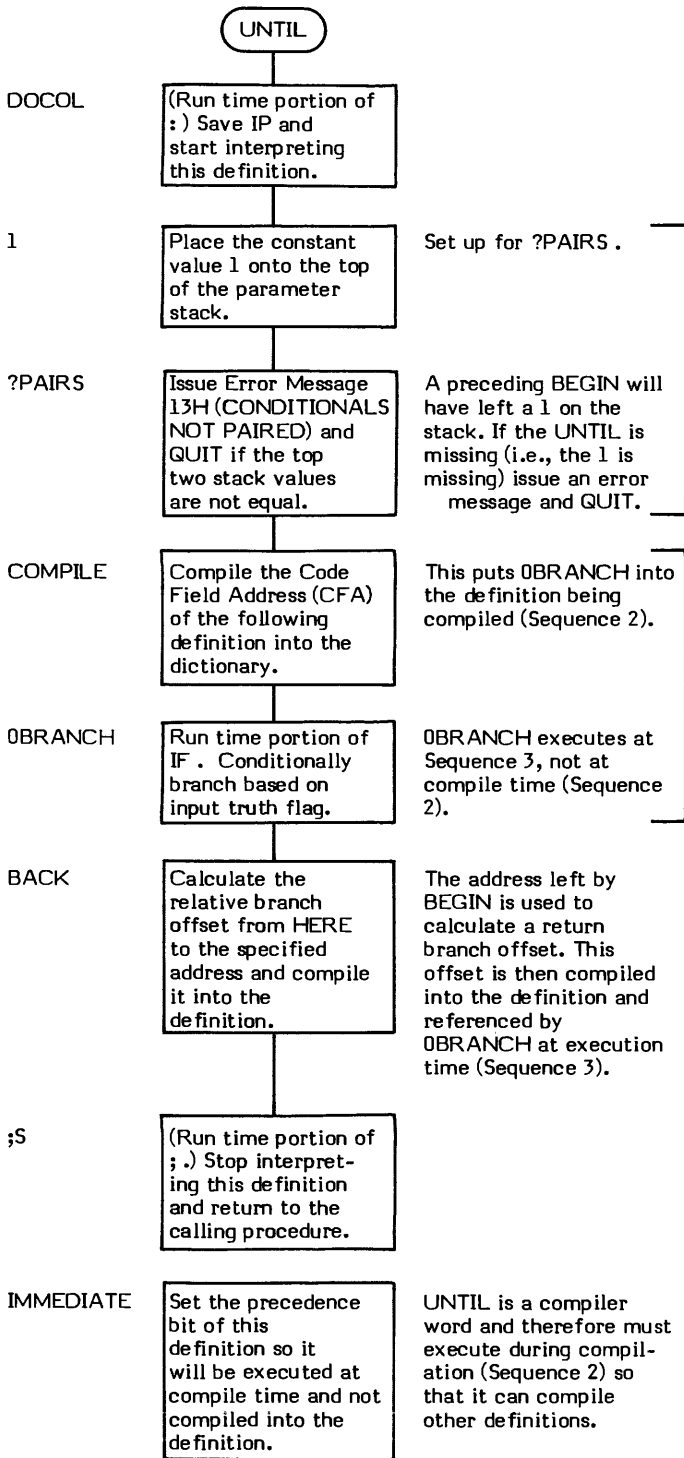 UNTIL
DOCOL
(Run time portion of
: ) Save IP and
start interpreting
this definition.
1
Place the constant
value 1 onto the top
of the parameter
stack.
Set up for ?PAIRS .
?PAIRS
Issue Error Message
13H (CONDITIONALS
NOT PAIRED) and
QUIT if the top
two stack values
are not equal.
A preceding BEGIN will
have left a 1 on the
stack. If the UNTIL is
missing (i.e., the 1 is
missing) issue an error
message and QUIT.
COMPILE
Compile the Code
Field Address (CFA)
of the following
definition into the
dictionary.
This puts 0BRANCH into
the definition being
compiled (Sequence 2).
0BRANCH
Run time portion of
IF . Conditionally
branch based on
input truth flag.
0BRANCH executes at
Sequence 3, not at
compile time (Sequence
2).
BACK
Calculate the
relative branch
offset from HERE
to the specified
address and compile
it into the
definition.
The address left by
BEGIN is used to
calculate a return
branch offset. This
offset is then compiled
into the definition and
referenced by
0BRANCH at execution
time (Sequence 3).
;S
(Run time portion of
; .) Stop interpret-
ing this definition
and return to the
calling procedure.
IMMEDIATE
Set the precedence
bit of this
definition so it
will be executed at
compile time and not
compiled into the
definition.
UNTIL is a compiler
word and therefore must
execute during compil-
ation (Sequence 2) so
that it can compile
other definitions.